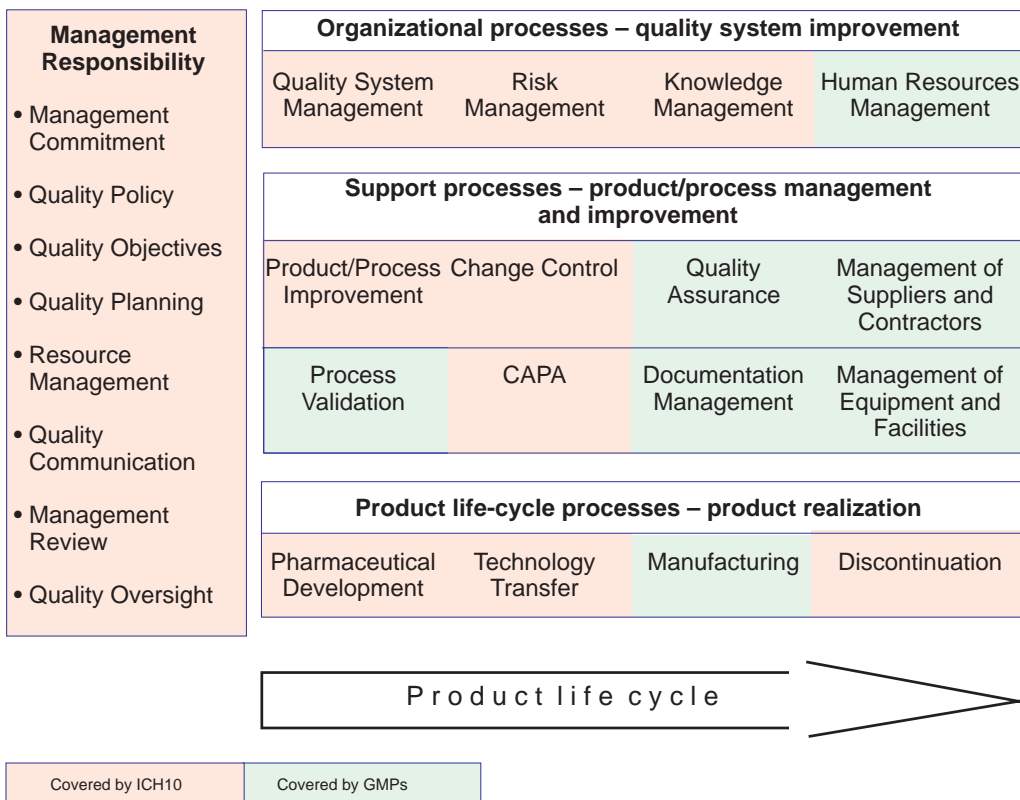 Management
Responsibility
• Management
Commitment
• Quality Policy
• Quality Objectives
• Quality Planning
• Resource
Management
• Quality
Communication
• Management
Review
• Quality Oversight
Organizational processes – quality system improvement
Quality System
Management
Risk
Management
Knowledge
Management
Human Resources
Management
Support processes – product/process management
and improvement
Product/Process
Improvement
Change Control
Quality
Assurance
Management of
Suppliers and
Contractors
Process
Validation
CAPA
Documentation
Management
Management of
Equipment and
Facilities
Product life-cycle processes – product realization
Pharmaceutical
Development
Technology
Transfer
Manufacturing
Discontinuation
Product life cycle
Covered by ICH10
Covered by GMPs